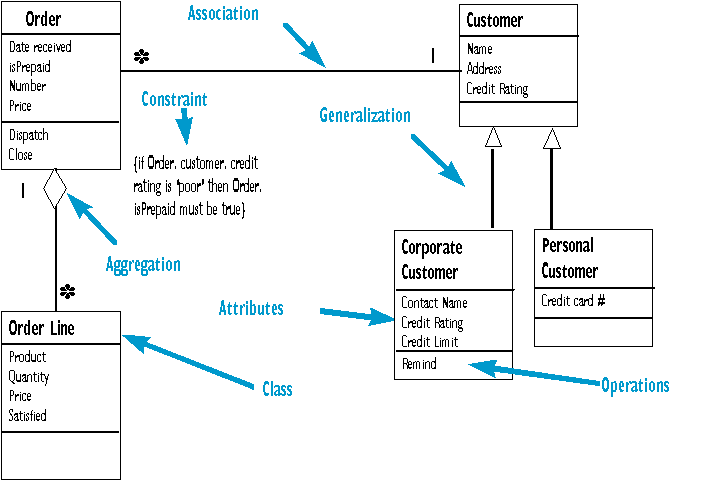 Order
Date received
isPrepaid
Number
Price
Dispatch
Close
Association
*
1
Customer
Name
Address
Credit Rating
Constraint
{if Order. customer. credit
rating is 'poor' then Order.
isPrepaid must be true}
Generalization
1
Aggregation
*
Order Line
Product
Quantity
Price
Satisfied
Class
Attributes
Corporate
Customer
Contact Name
Credit Rating
Credit Limit
Remind
Personal
Customer
Credit card #
Operations